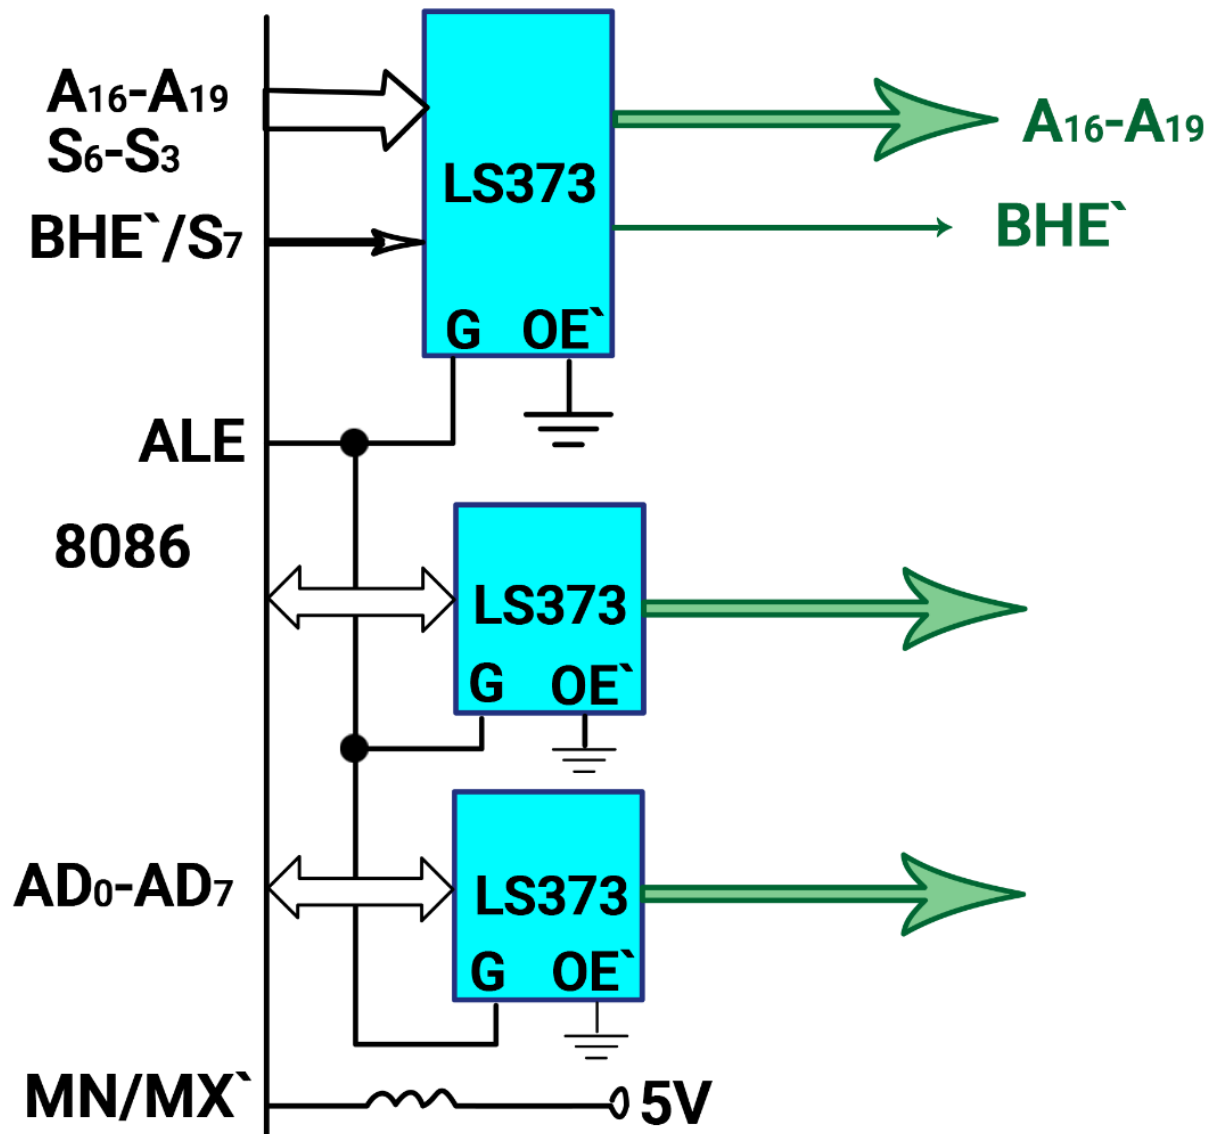 A16-A19
S6-S3
BHE`/S7
LS373
G OE`
A16-A19
BHE`
ALE
8086
LS373
G OE`
AD0-AD7
LS373
G OE`
MN/MX`
5V